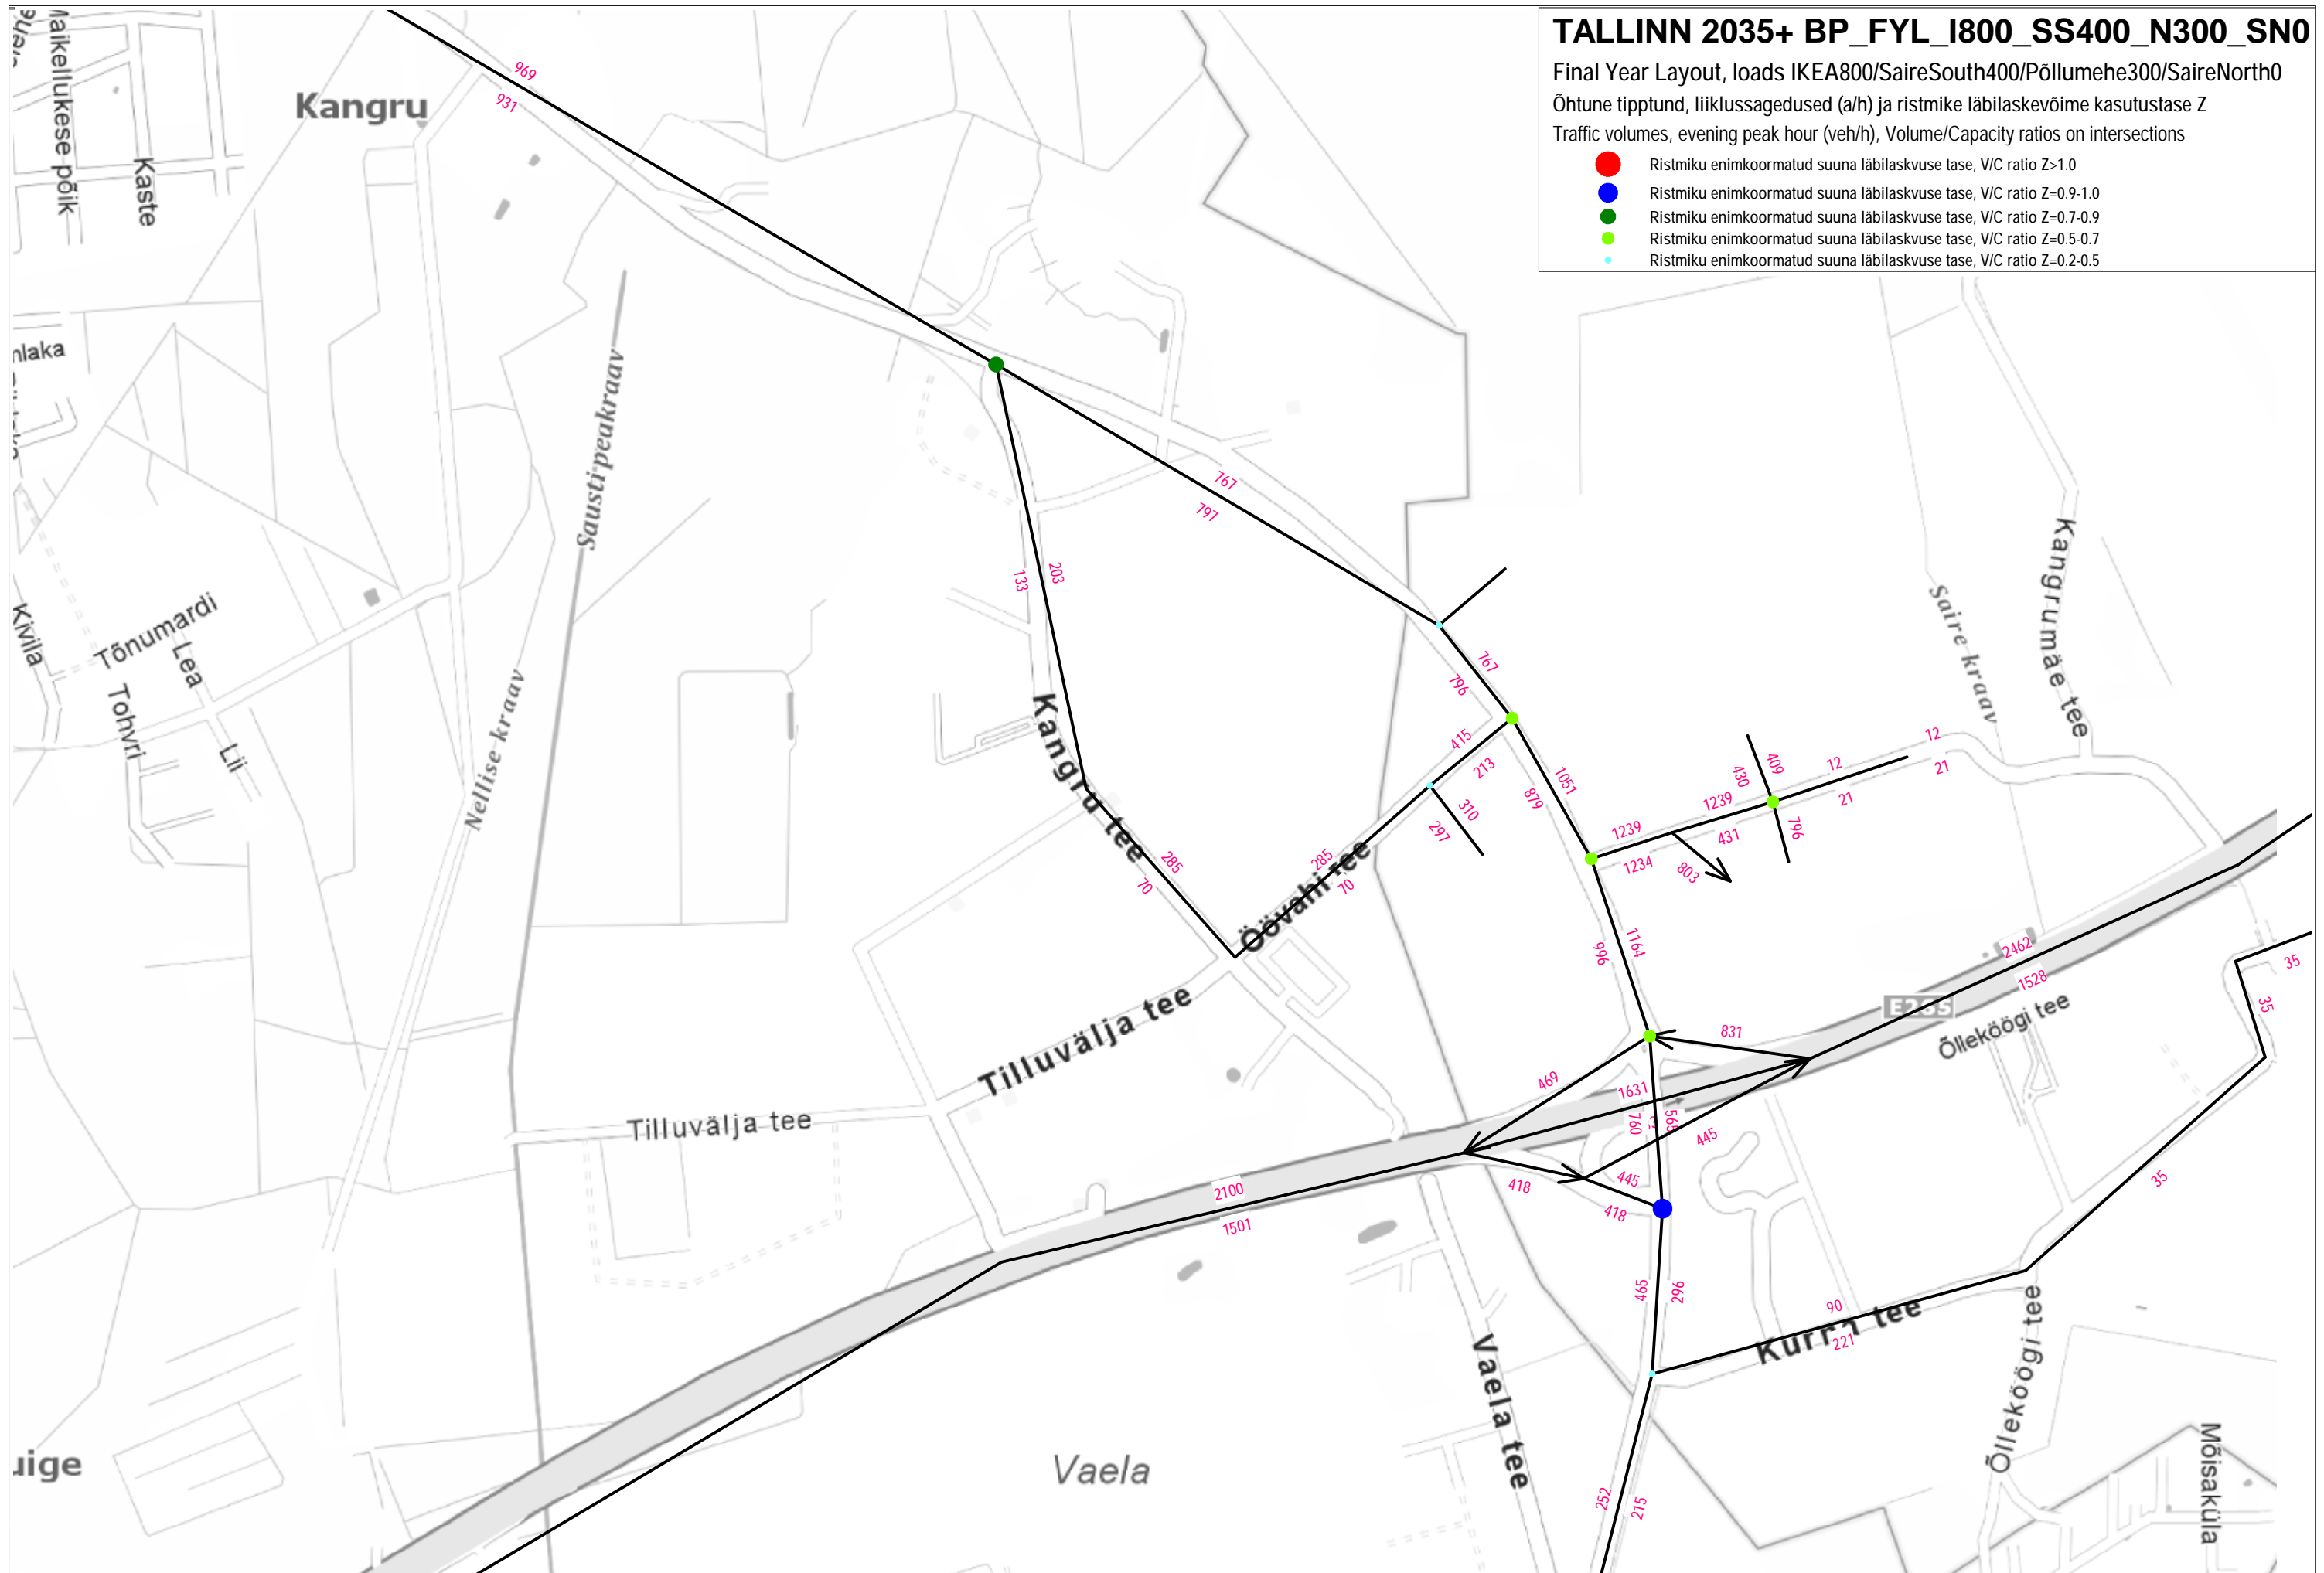 TALLINN 2035+ BP_FYL_I800_SS400_N300_SN0
Final Year Layout, loads IKEA800/SaireSouth400/Põllumehe300/SaireNorth0
Õhtune tipptund, liiklussagedused (a/h) ja ristmike läbilaskevõime kasutustase Z
Traffic volumes, evening peak hour (veh/h), Volume/Capacity ratios on intersections
Ristmiku enimkoormatud suuna läbilaskvuse tase, V/C ratio Z>1.0
Ristmiku enimkoormatud suuna läbilaskvuse tase, V/C ratio Z=0.9-1.0
Ristmiku enimkoormatud suuna läbilaskvuse tase, V/C ratio Z=0.7-0.9
Ristmiku enimkoormatud suuna läbilaskvuse tase, V/C ratio Z=0.5-0.7
Ristmiku enimkoormatud suuna läbilaskvuse tase, V/C ratio Z=0.2-0.5
Kangru
põik
Kaste
969
931
Sausti peakraav
767
797
133
203
Kivila
Tõnumardi
Lea
Tohvri
Lii
Nellise kraav
Kangru tee
767
796
415
213
310
297
1051
879
285
70
285
70
Öövahi tee
Kangrumäe tee
Saire kraav
12
21
12
21
409
430
1239
431
796
1239
1234
803
1164
996
2462
1528
E265
Õlleköögi tee
35
35
35
Tilluvälja tee
Tilluvälja tee
831
469
1631
760
445
445
418
418
2100
1501
465
296
90
221
Kurna tee
Õlleköögi tee
Vaela tee
Vaela
252
215
Mõisaküla